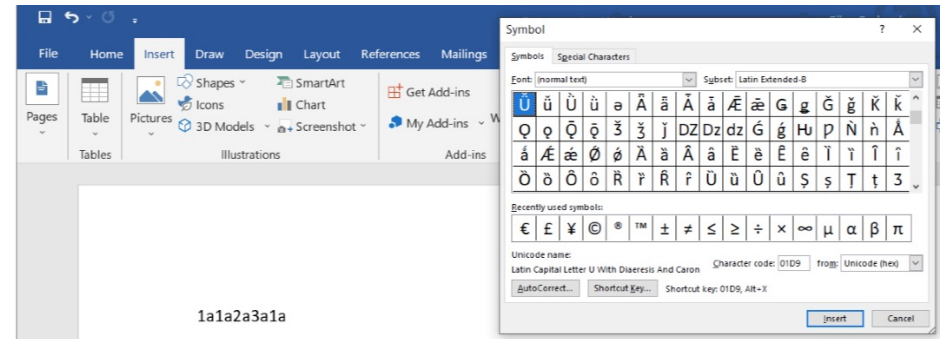 Symbol ? ×
File Home Insert Draw Design Layout References Mailings
Symbols Special Characters
Font: (normal text) Subset: Latin Extended-B
Pages
Table
Pictures
Shapes
Icons
3D Models
SmartArt
Chart
Screenshot
Get Add-ins
My Add-ins W
Tables Illustrations Add-ins
Ǚ ǚ Ǜ ǜ ǝ Ǟ ǟ Ǡ ǡ Ǣ ǣ Ǥ ǥ Ǧ ǧ Ǩ ǩ
Ǫ ǫ Ǭ ǭ Ǯ ǯ ǰ Ǳ ǲ ǳ Ǵ ǵ Ƕ Ƿ Ǹ ǹ Ǻ
ǻ Ǽ ǽ Ǿ ǿ Ȁ ȁ Ȃ ȃ Ȅ ȅ Ȇ ȇ Ȉ ȉ Ȋ ȋ
Ȍ ȍ Ȏ ȏ Ȑ ȑ Ȓ ȓ Ȕ ȕ Ȗ ȗ Ș ș Ț ț Ȝ
Recently used symbols:
€ £ ¥ © ® ™ ± ≠ ≤ ≥ ÷ × ∞ µ α β π
Unicode name:
Latin Capital Letter U With Diaeresis And Caron
Character code: 01D9 from: Unicode (hex)
AutoCorrect... Shortcut Key... Shortcut key: 01D9, Alt+X
Insert Cancel
1a1a2a3a1a